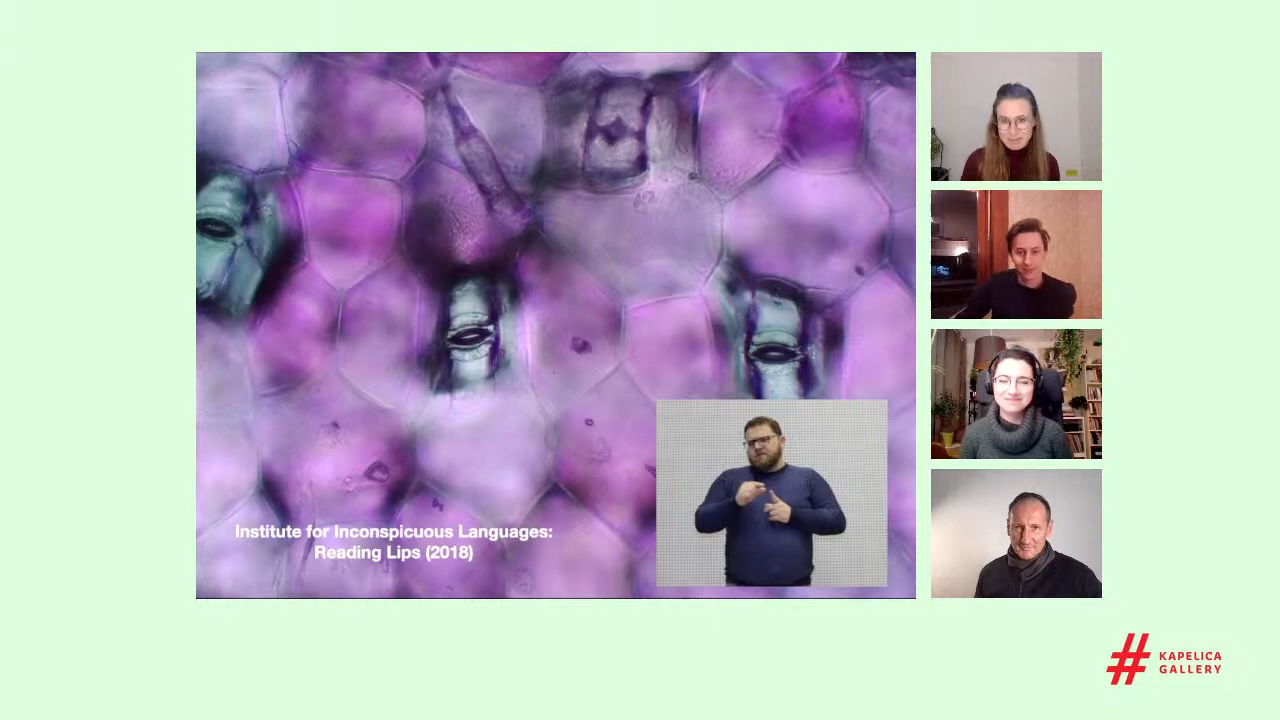 Institute for Inconspicuous Languages:
Reading Lips (2018)
KAPELICA
GALLERY